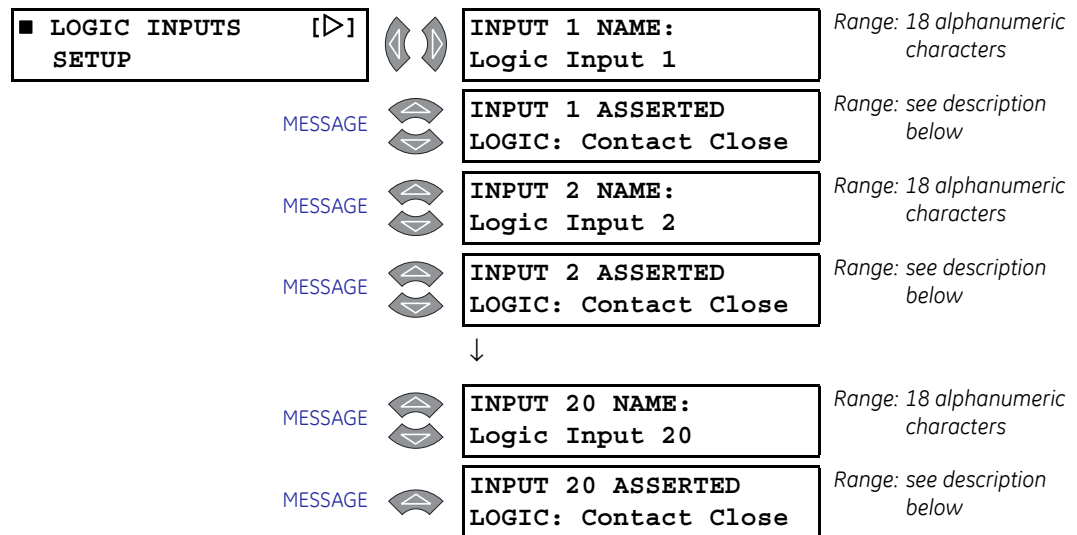 ■ LOGIC INPUTS [▷]
SETUP
INPUT 1 NAME:
Logic Input 1
Range: 18 alphanumeric
characters
MESSAGE
INPUT 1 ASSERTED
LOGIC: Contact Close
Range: see description
below
MESSAGE
INPUT 2 NAME:
Logic Input 2
Range: 18 alphanumeric
characters
MESSAGE
INPUT 2 ASSERTED
LOGIC: Contact Close
Range: see description
below
↓
MESSAGE
INPUT 20 NAME:
Logic Input 20
Range: 18 alphanumeric
characters
MESSAGE
INPUT 20 ASSERTED
LOGIC: Contact Close
Range: see description
below